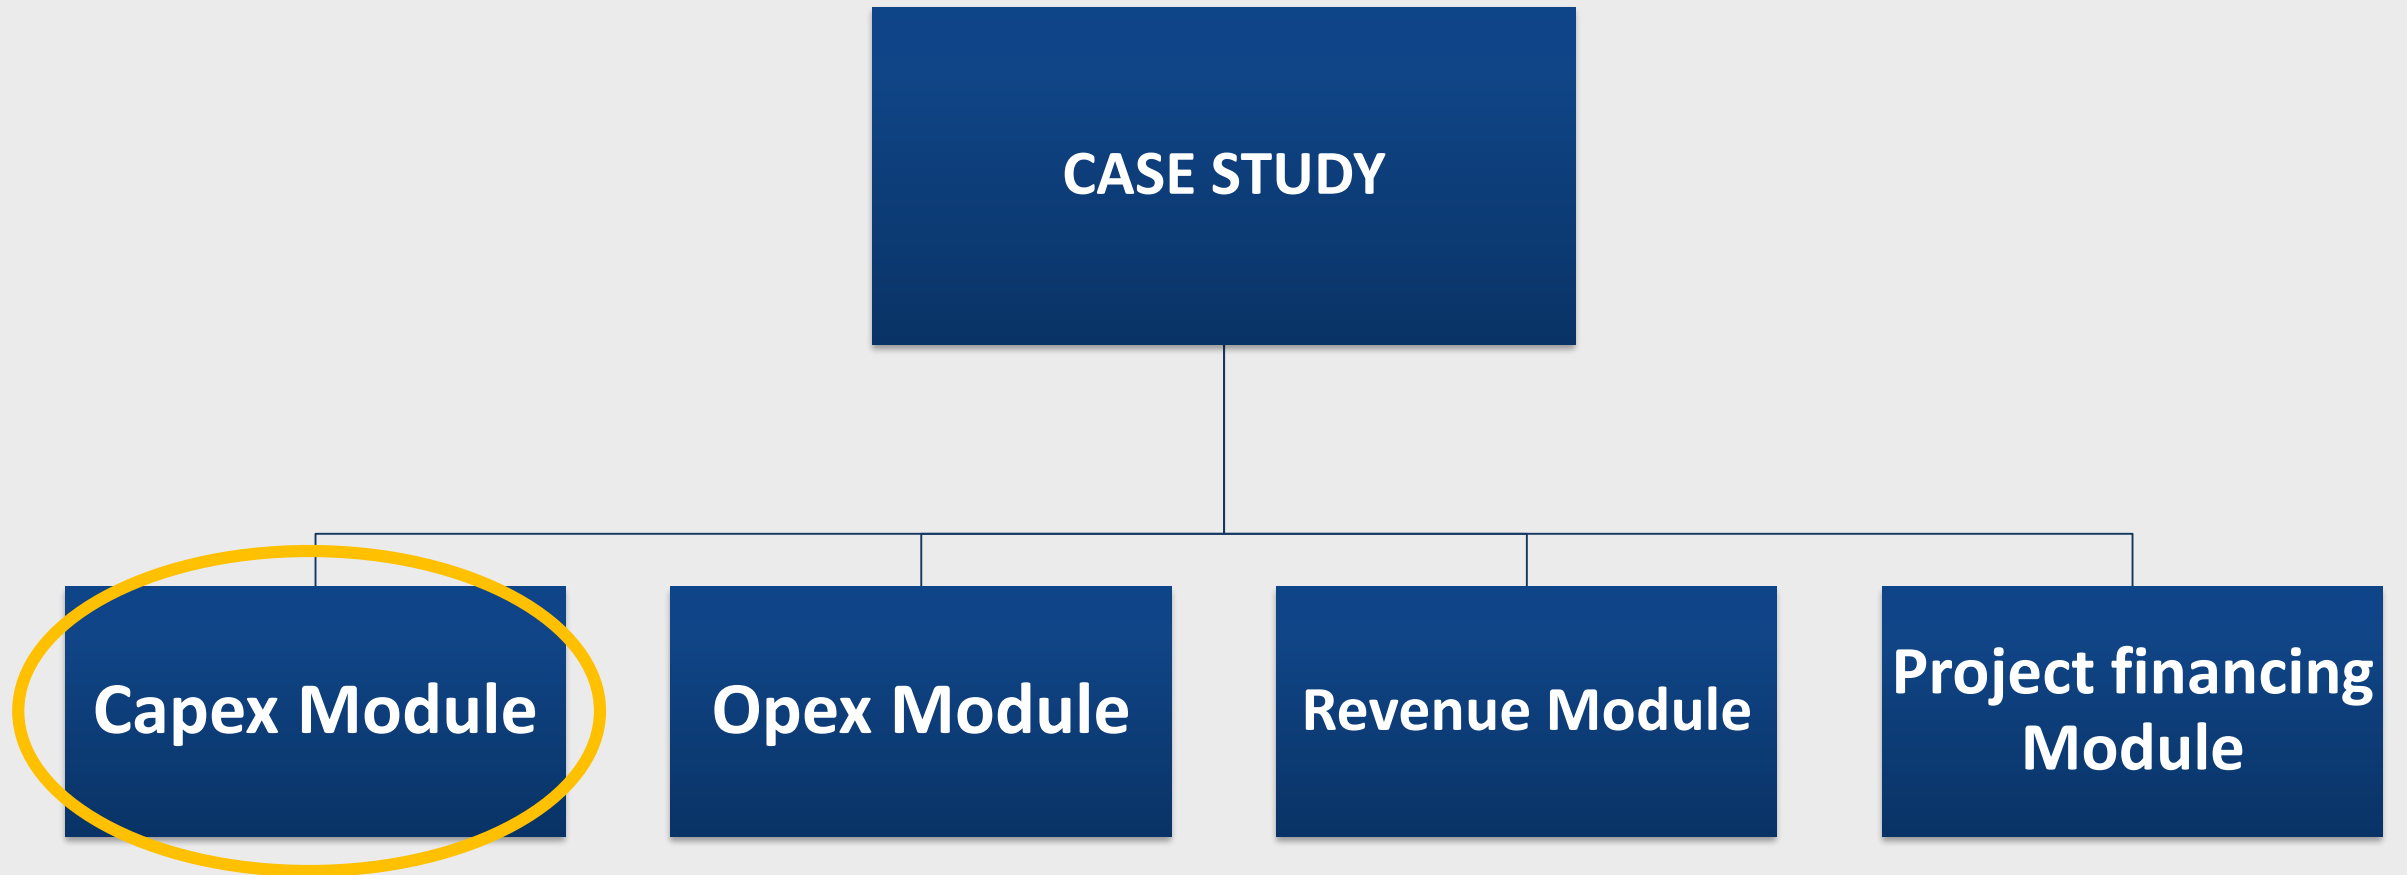 CASE STUDY
Capex Module
Opex Module
Revenue Module
Project financing
Module